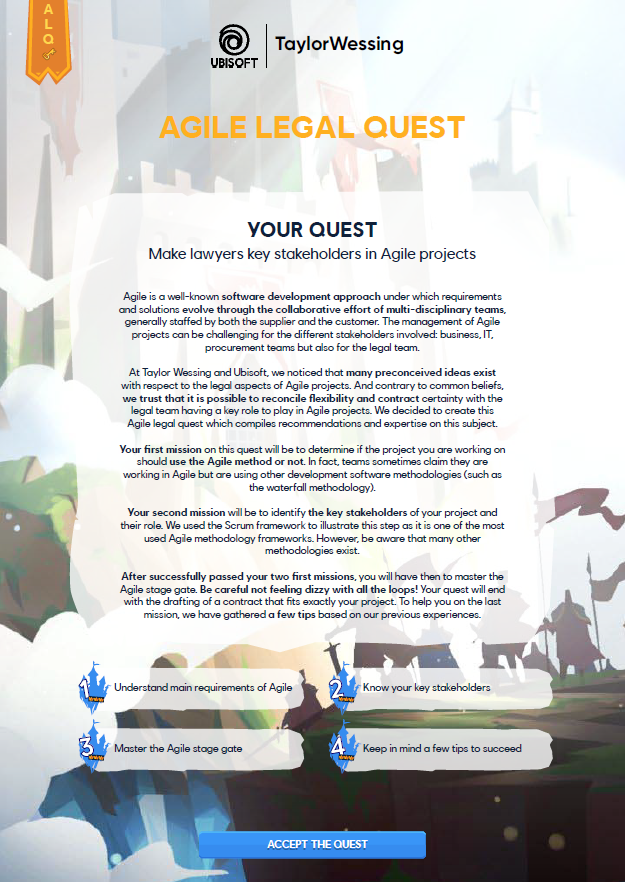 A
L
Q
UBISOFT
TaylorWessing
AGILE LEGAL QUEST
YOUR QUEST
Make lawyers key stakeholders in Agile projects
Agile is a well-known software development approach under which requirements
and solutions evolve through the collaborative effort of multi-disciplinary teams,
generally staffed by both the supplier and the customer. The management of Agile
projects can be challenging for the different stakeholders involved: business, IT,
procurement teams but also for the legal team.
At Taylor Wessing and Ubisoft, we noticed that many preconceived ideas exist
with respect to the legal aspects of Agile projects. And contrary to common beliefs,
we trust that it is possible to reconcile flexibility and contract certainty with the
legal team having a key role to play in Agile projects. We decided to create this
Agile legal quest which compiles recommendations and expertise on this subject.
Your first mission on this quest will be to determine if the project you are working on
should use the Agile method or not. In fact, teams sometimes claim they are
working in Agile but are using other development software methodologies (such as
the waterfall methodology).
Your second mission will be to identify the key stakeholders of your project and
their role. We used the Scrum framework to illustrate this step as it is one of the most
used Agile methodology frameworks. However, be aware that many other
methodologies exist.
After successfully passed your two first missions, you will have then to master the
Agile stage gate. Be careful not feeling dizzy with all the loops! Your quest will end
with the drafting of a contract that fits exactly your project. To help you on the last
mission, we have gathered a few tips based on our previous experiences.
1 Understand main requirements of Agile
2 Know your key stakeholders
3 Master the Agile stage gate
4 Keep in mind a few tips to succeed
ACCEPT THE QUEST